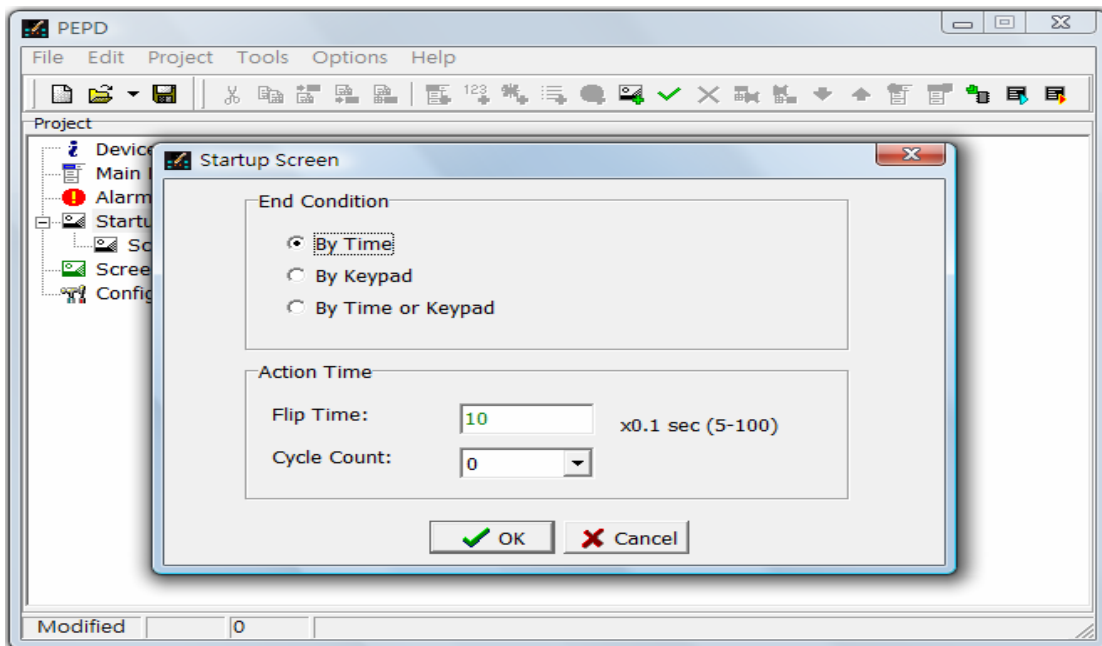 PEPD
File Edit Project Tools Options Help
123
Project
Device
Main
Alarm
Startu
Sc
Scree
Config
Startup Screen
End Condition
By Time
By Keypad
By Time or Keypad
Action Time
Flip Time:
10
x0.1 sec (5-100)
Cycle Count:
0
OK
Cancel
Modified
0